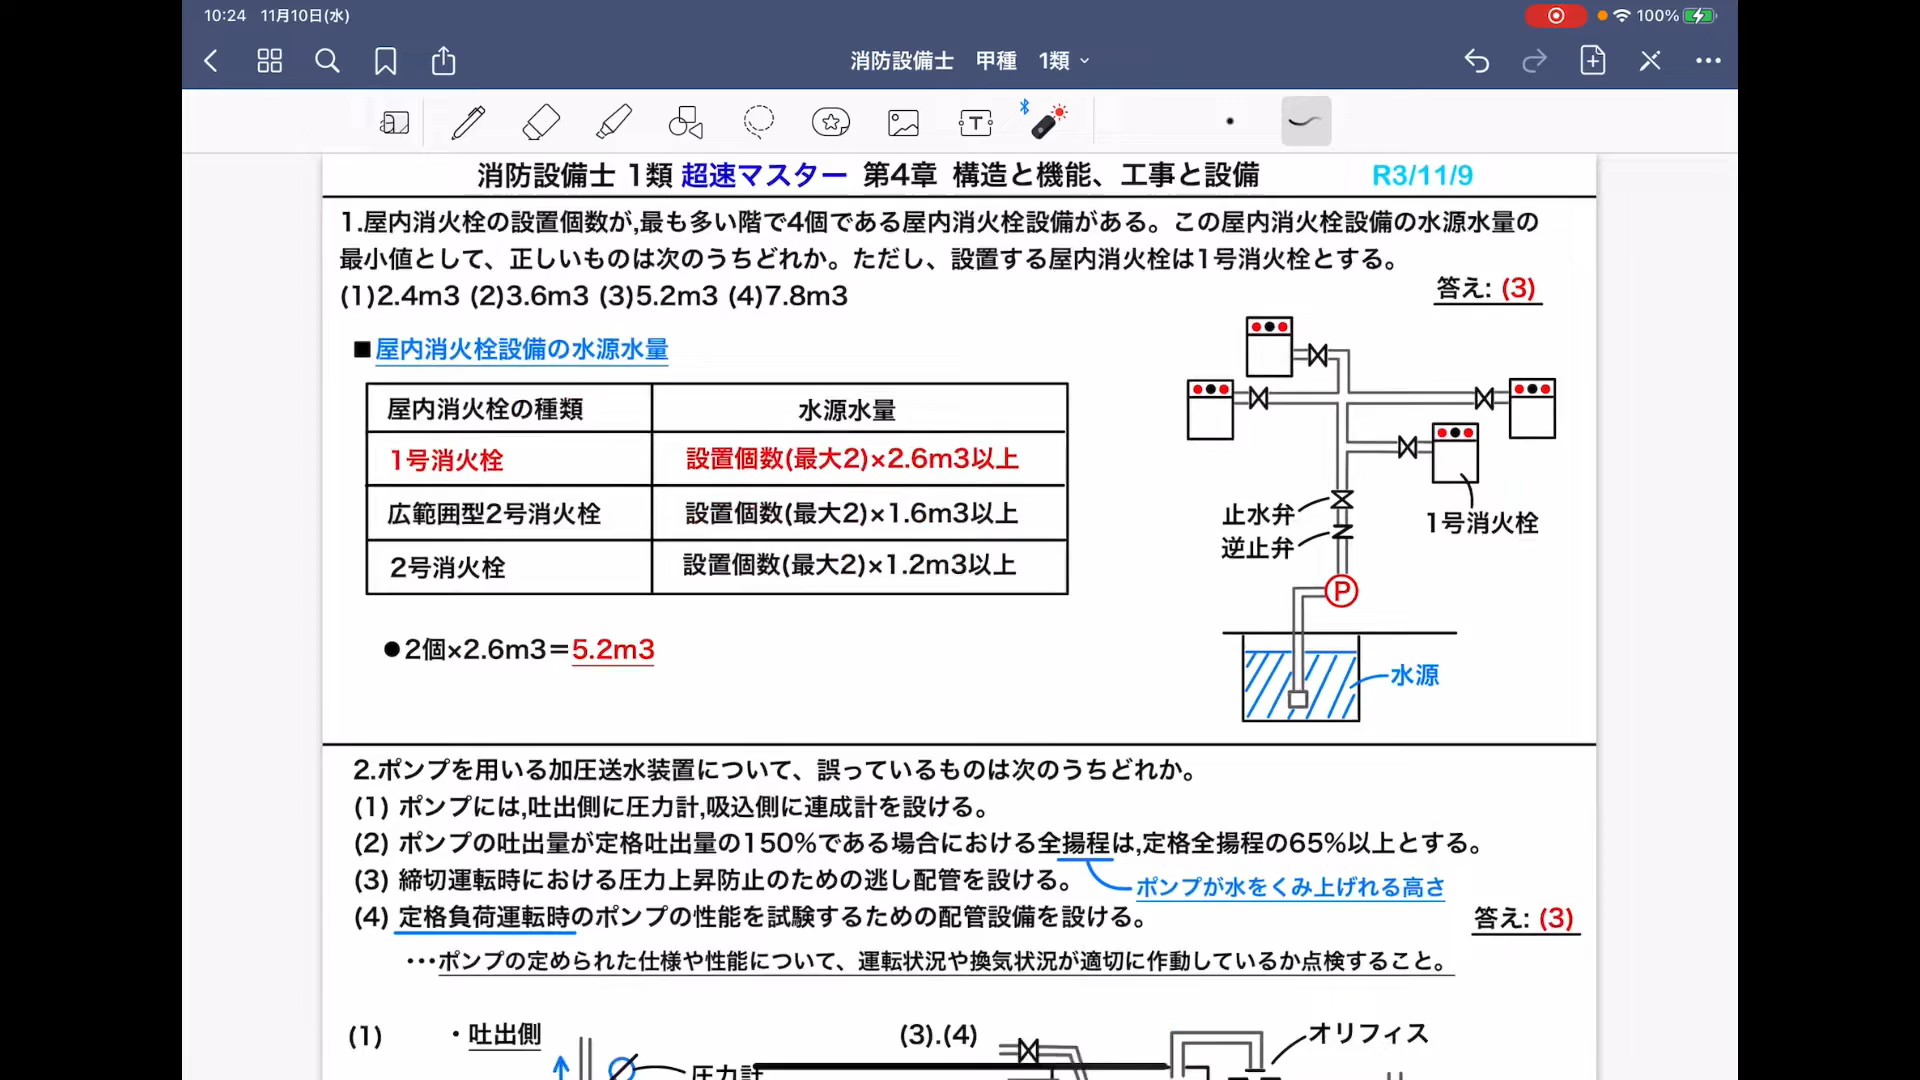 10:24 11月10日(水)
100%
消防設備士 甲種 1類
消防設備士 1類 超速マスター 第4章 構造と機能、工事と設備 R3/11/9
1.屋内消火栓の設置個数が,最も多い階で4個である屋内消火栓設備がある。この屋内消火栓設備の水源水量の
最小値として、正しいものは次のうちどれか。ただし、設置する屋内消火栓は1号消火栓とする。
(1)2.4m3 (2)3.6m3 (3)5.2m3 (4)7.8m3
答え: (3)
■屋内消火栓設備の水源水量
屋内消火栓の種類 水源水量
1号消火栓 設置個数(最大2)×2.6m3以上
広範囲型2号消火栓 設置個数(最大2)×1.6m3以上
2号消火栓 設置個数(最大2)×1.2m3以上
●2個×2.6m3=5.2m3
止水弁
逆止弁
1号消火栓
P
水源
2.ポンプを用いる加圧送水装置について、誤っているものは次のうちどれか。
(1) ポンプには,吐出側に圧力計,吸込側に連成計を設ける。
(2) ポンプの吐出量が定格吐出量の150%である場合における全揚程は,定格全揚程の65%以上とする。
(3) 締切運転時における圧力上昇防止のための逃し配管を設ける。
ポンプが水をくみ上げれる高さ
(4) 定格負荷運転時のポンプの性能を試験するための配管設備を設ける。
答え: (3)
•••ポンプの定められた仕様や性能について、運転状況や換気状況が適切に作動しているか点検すること。
(1) ・吐出側
圧力計
(3).(4)
オリフィス